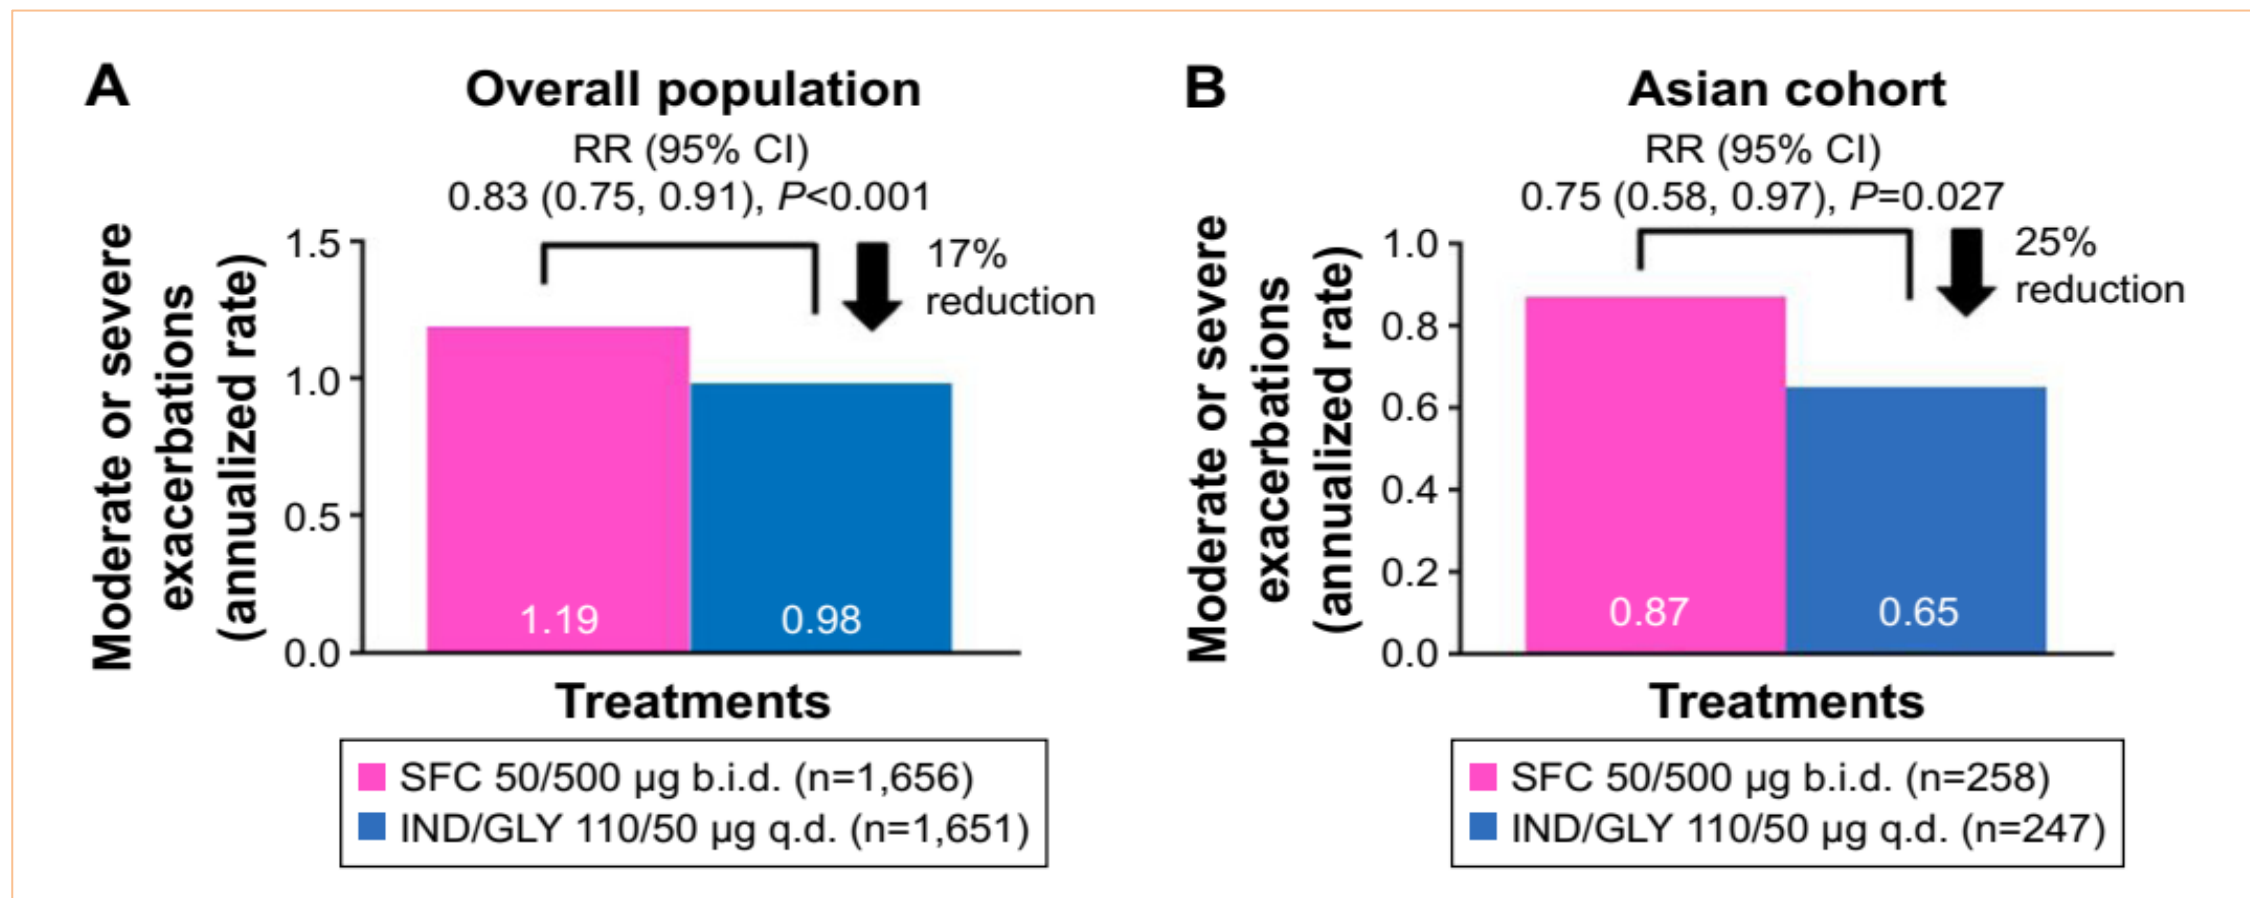 A
Overall population
RR (95% CI)
0.83 (0.75, 0.91), P<0.001
17%
reduction
Moderate or severe
exacerbations
(annualized rate)
1.5
1.0
0.5
0.0
1.19
0.98
Treatments
SFC 50/500 µg b.i.d. (n=1,656)
IND/GLY 110/50 µg q.d. (n=1,651)
B
Asian cohort
RR (95% CI)
0.75 (0.58, 0.97), P=0.027
25%
reduction
Moderate or severe
exacerbations
(annualized rate)
1.0
0.8
0.6
0.4
0.2
0.0
0.87
0.65
Treatments
SFC 50/500 µg b.i.d. (n=258)
IND/GLY 110/50 µg q.d. (n=247)